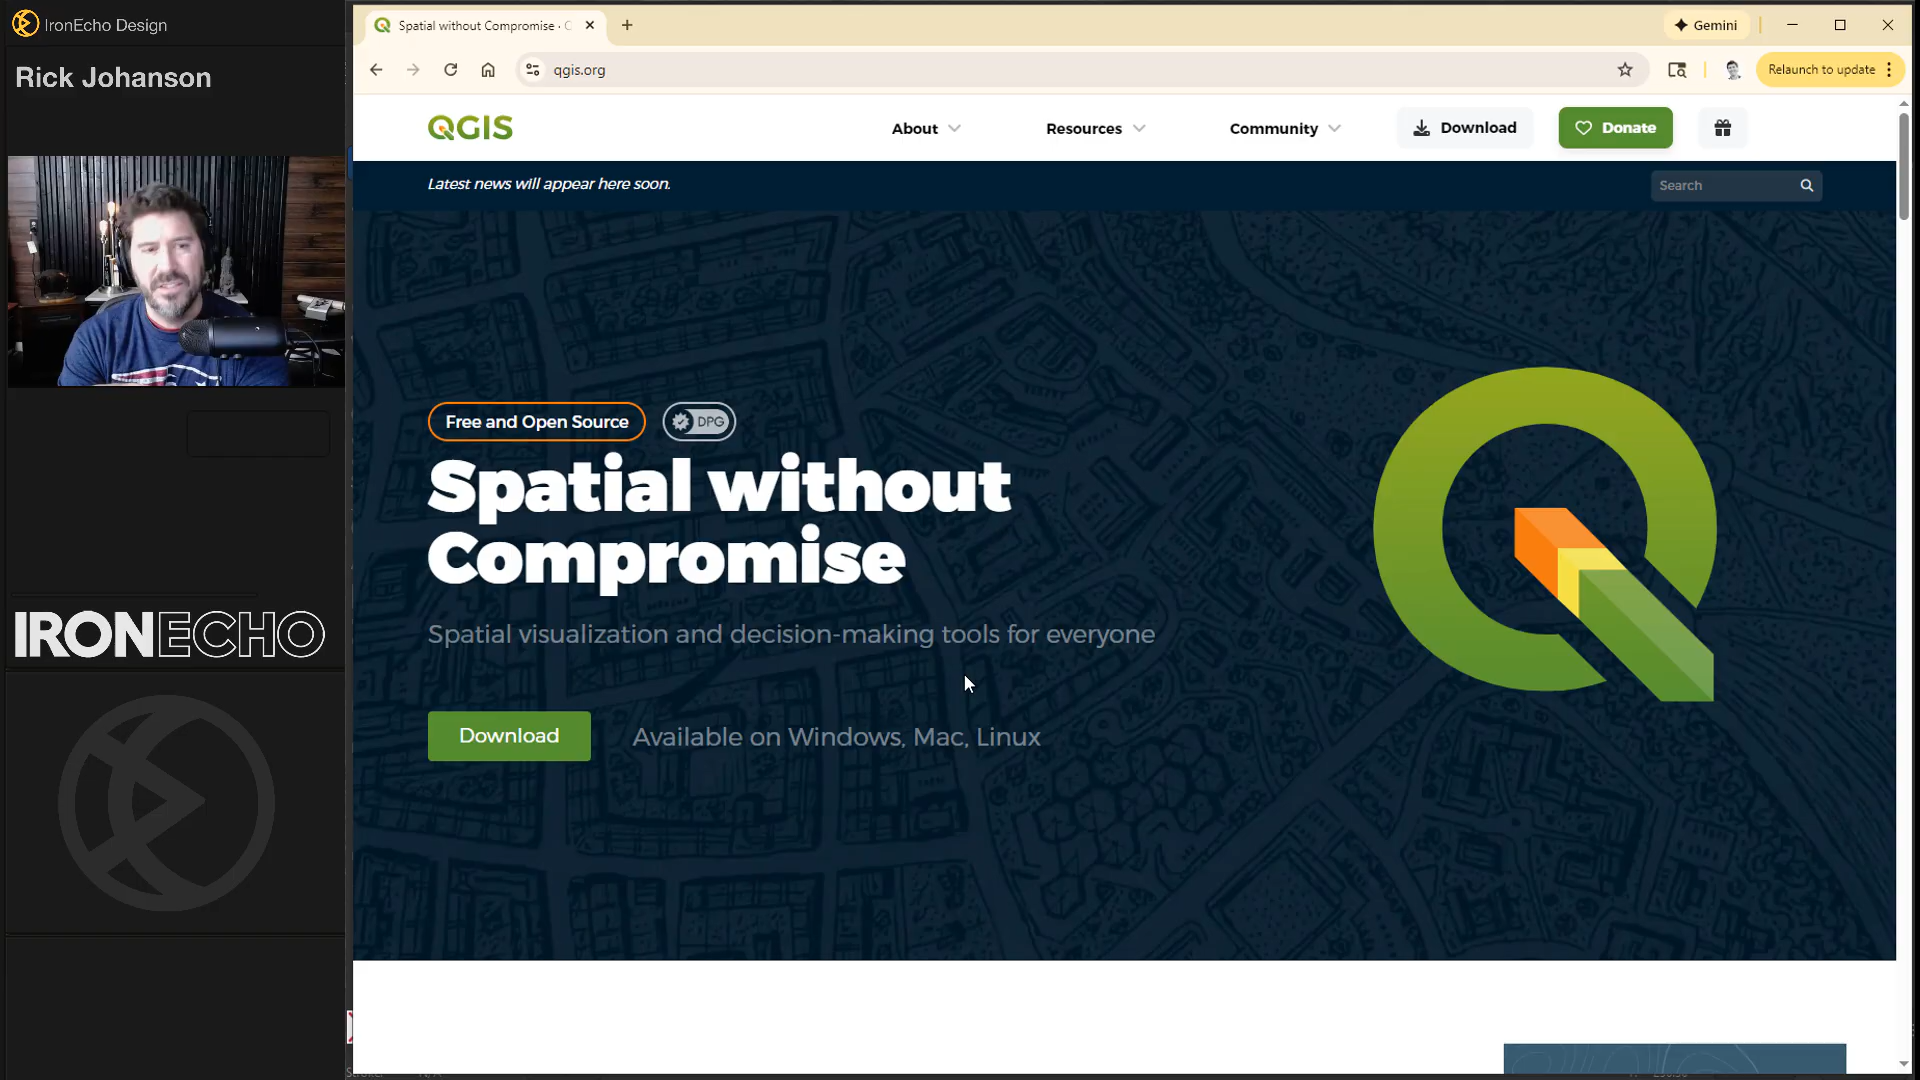 IronEcho Design
Rick Johanson
IRONECHO
Spatial without Compromise ·
Gemini
qgis.org
Relaunch to update
QGIS
About
Resources
Community
Download
Donate
Latest news will appear here soon.
Search
Free and Open Source
DPG
Spatial without
Compromise
Spatial visualization and decision-making tools for everyone
Download
Available on Windows, Mac, Linux